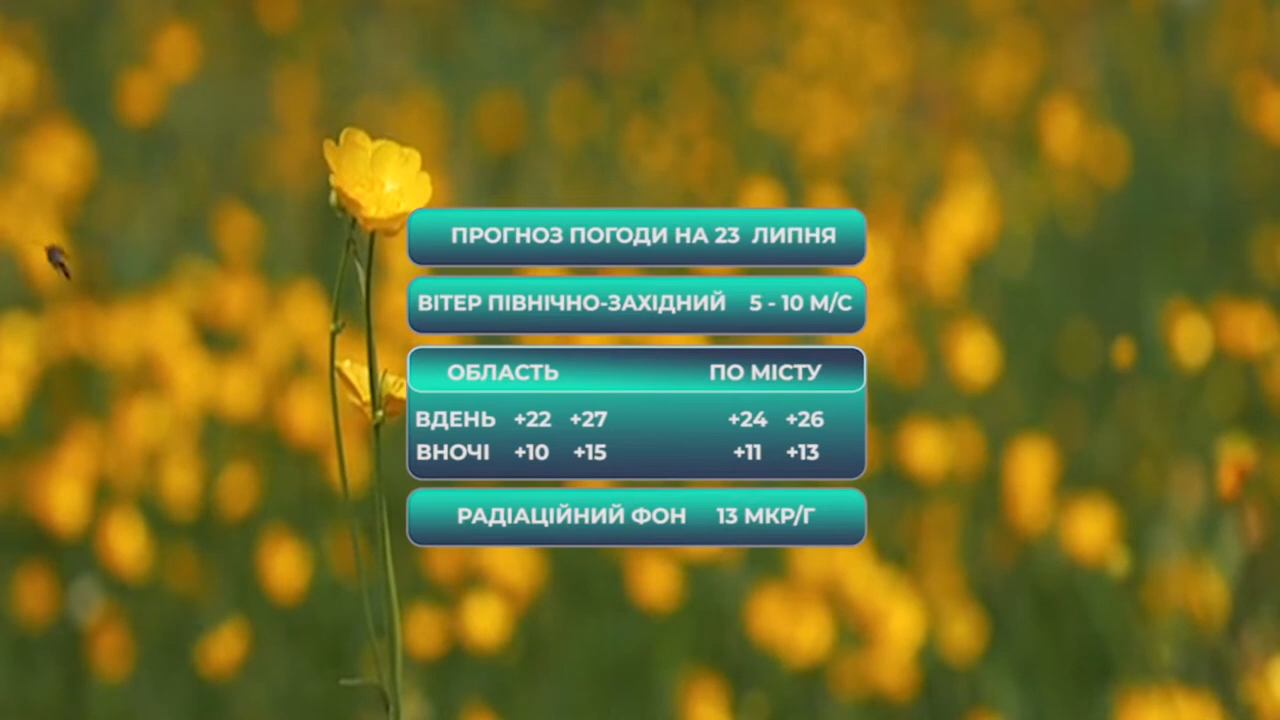 ПРОГНОЗ ПОГОДИ НА 23 ЛИПНЯ
ВІТЕР ПІВНІЧНО-ЗАХІДНИЙ 5 - 10 М/С
ОБЛАСТЬ ПО МІСТУ
ВДЕНЬ +22 +27 +24 +26
ВНОЧІ +10 +15 +11 +13
РАДІАЦІЙНИЙ ФОН 13 МКР/Г